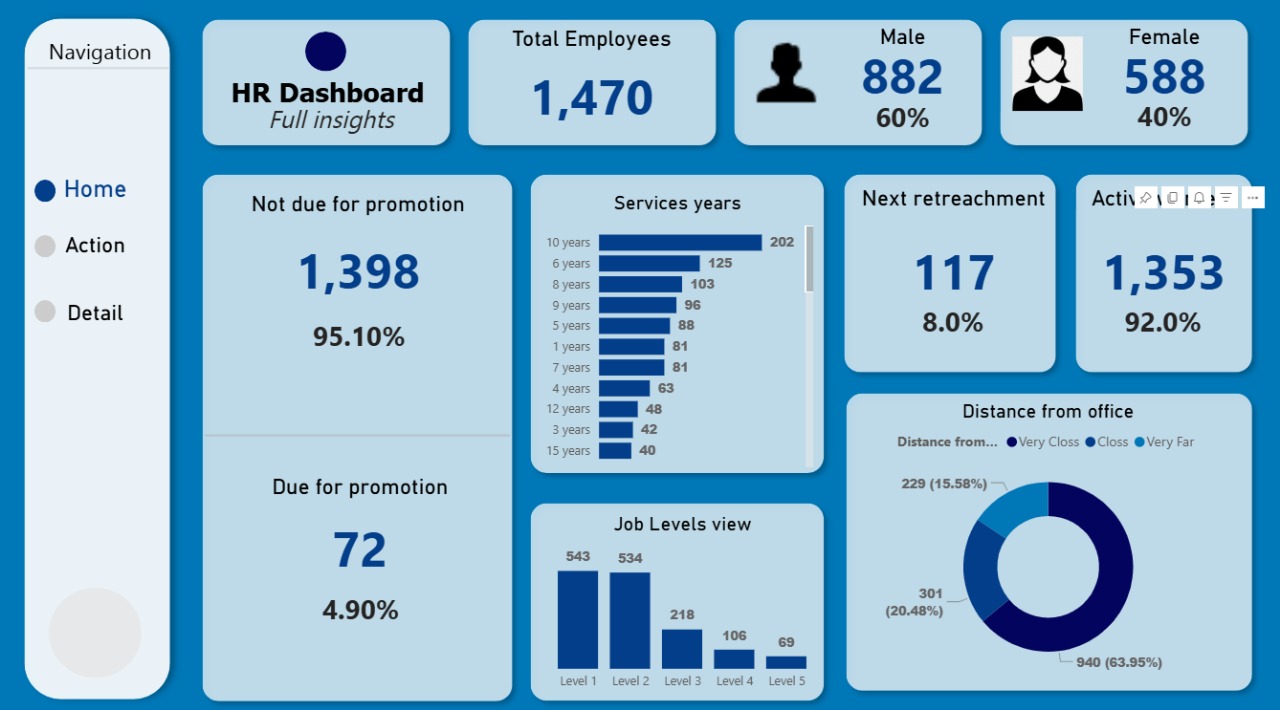 Navigation
Home
Action
Detail
HR Dashboard
Full insights
Total Employees
1,470
Male
882
60%
Female
588
40%
Not due for promotion
1,398
95.10%
Due for promotion
72
4.90%
Services years
10 years 202
6 years 125
8 years 103
9 years 96
5 years 88
1 years 81
7 years 81
4 years 63
12 years 48
3 years 42
15 years 40
Job Levels view
543 534 218 106 69
Level 1 Level 2 Level 3 Level 4 Level 5
Next retreachment
117
8.0%
1,353
92.0%
Distance from office
Distance from... Very Closs Closs Very Far
229 (15.58%)
301
(20.48%)
940 (63.95%)